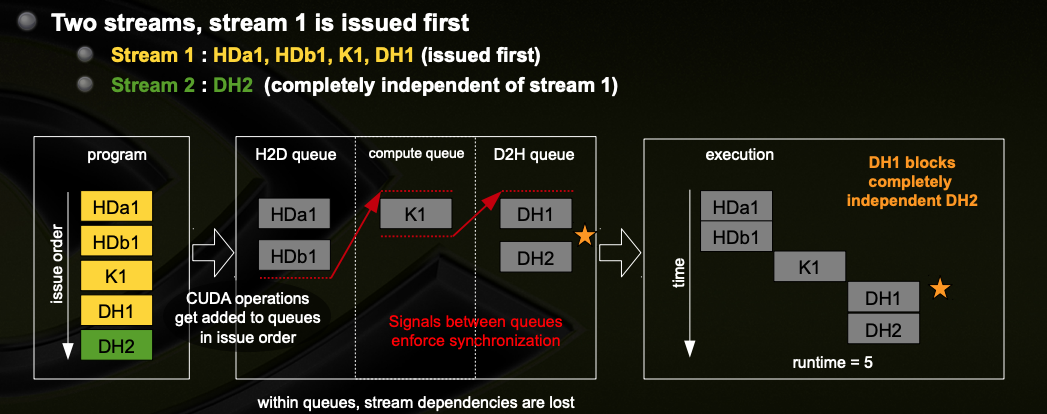 Two streams, stream 1 is issued first
Stream 1 : HDa1, HDb1, K1, DH1 (issued first)
Stream 2 : DH2 (completely independent of stream 1)
program
issue order
HDa1
HDb1
K1
DH1
DH2
CUDA operations
get added to queues
in issue order
H2D queue
HDa1
HDb1
compute queue
K1
D2H queue
DH1
DH2
Signals between queues
enforce synchronization
within queues, stream dependencies are lost
execution
DH1 blocks
completely
independent DH2
time
HDa1
HDb1
K1
DH1
DH2
runtime = 5